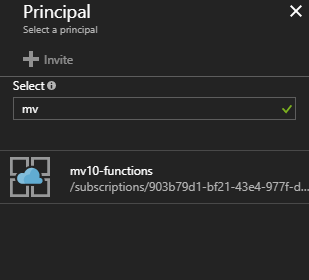 Principal
Select a principal
Invite
Select
mv
mv10-functions
/subscriptions/903b79d1-bf21-43e4-977f-d...